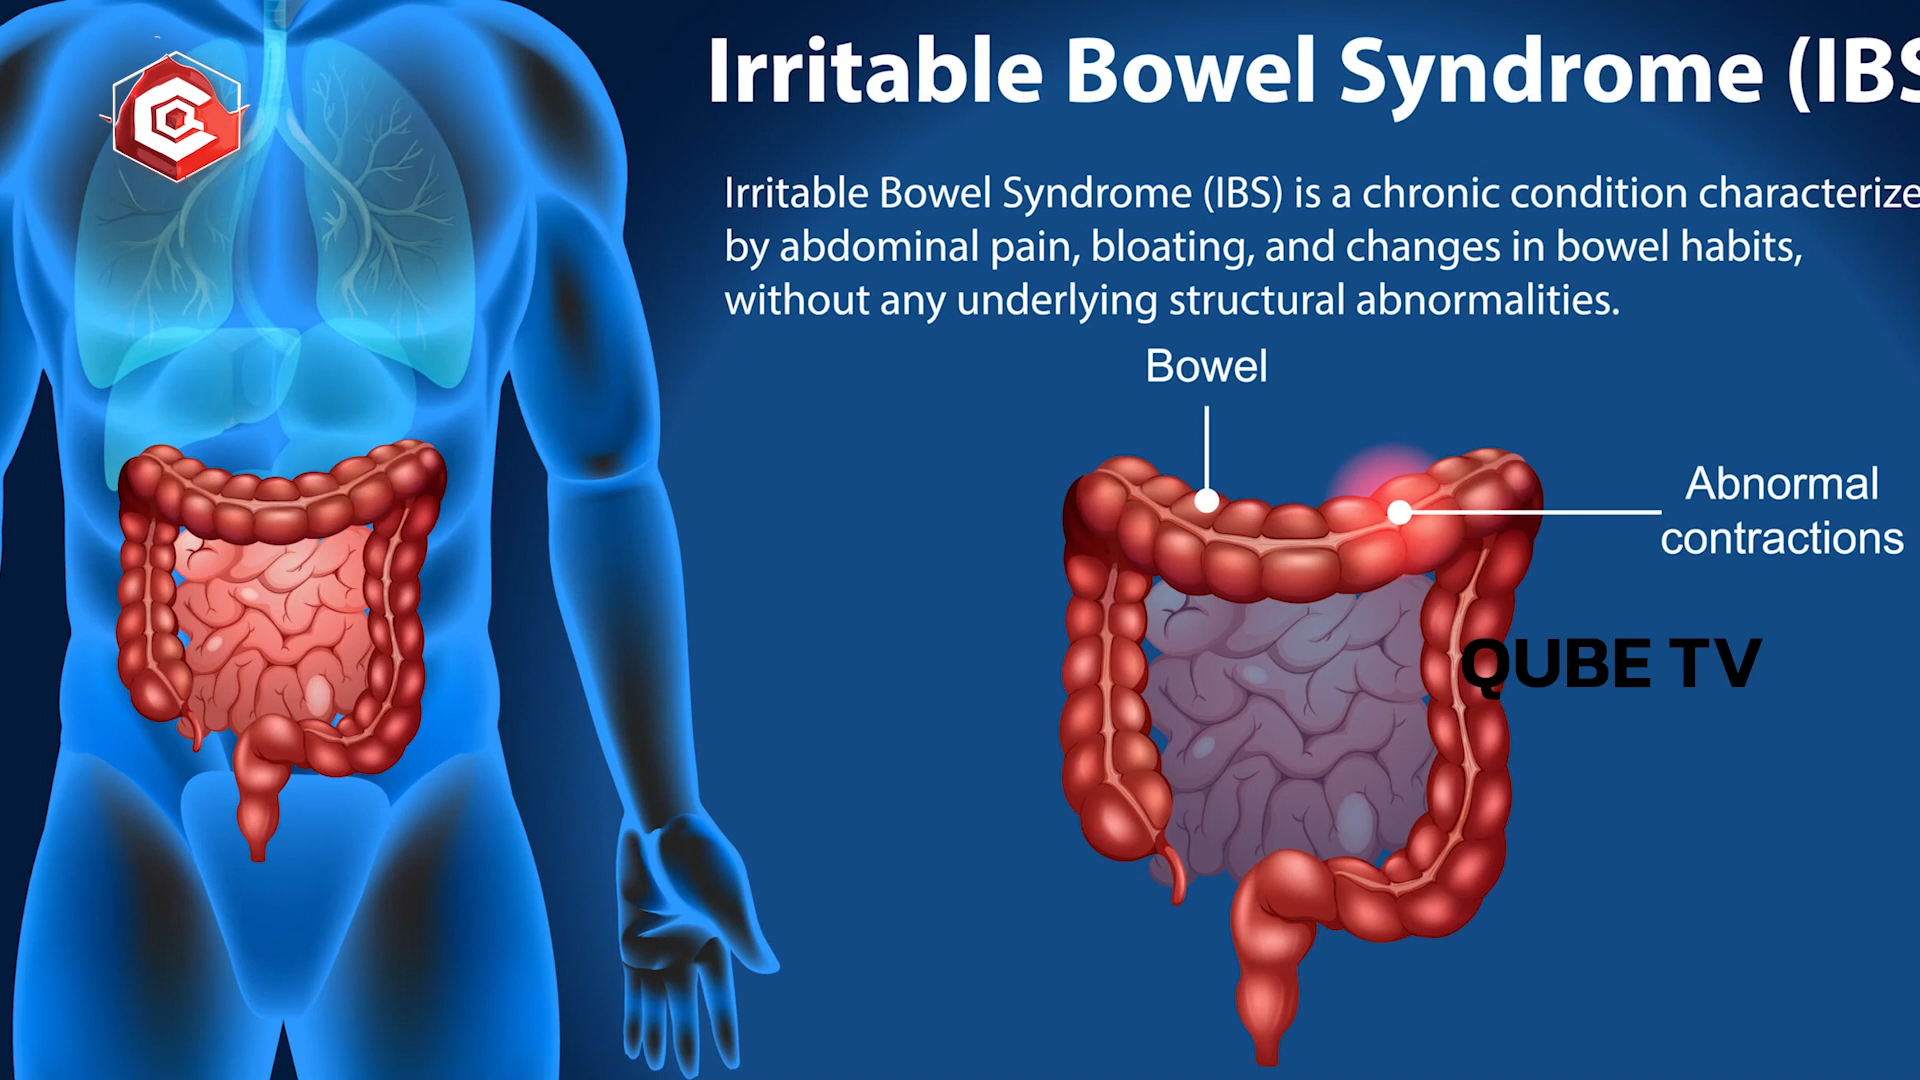 Irritable Bowel Syndrome (IBS
Irritable Bowel Syndrome (IBS) is a chronic condition characterize
by abdominal pain, bloating, and changes in bowel habits,
without any underlying structural abnormalities.
Bowel
Abnormal
contractions
QUBE TV